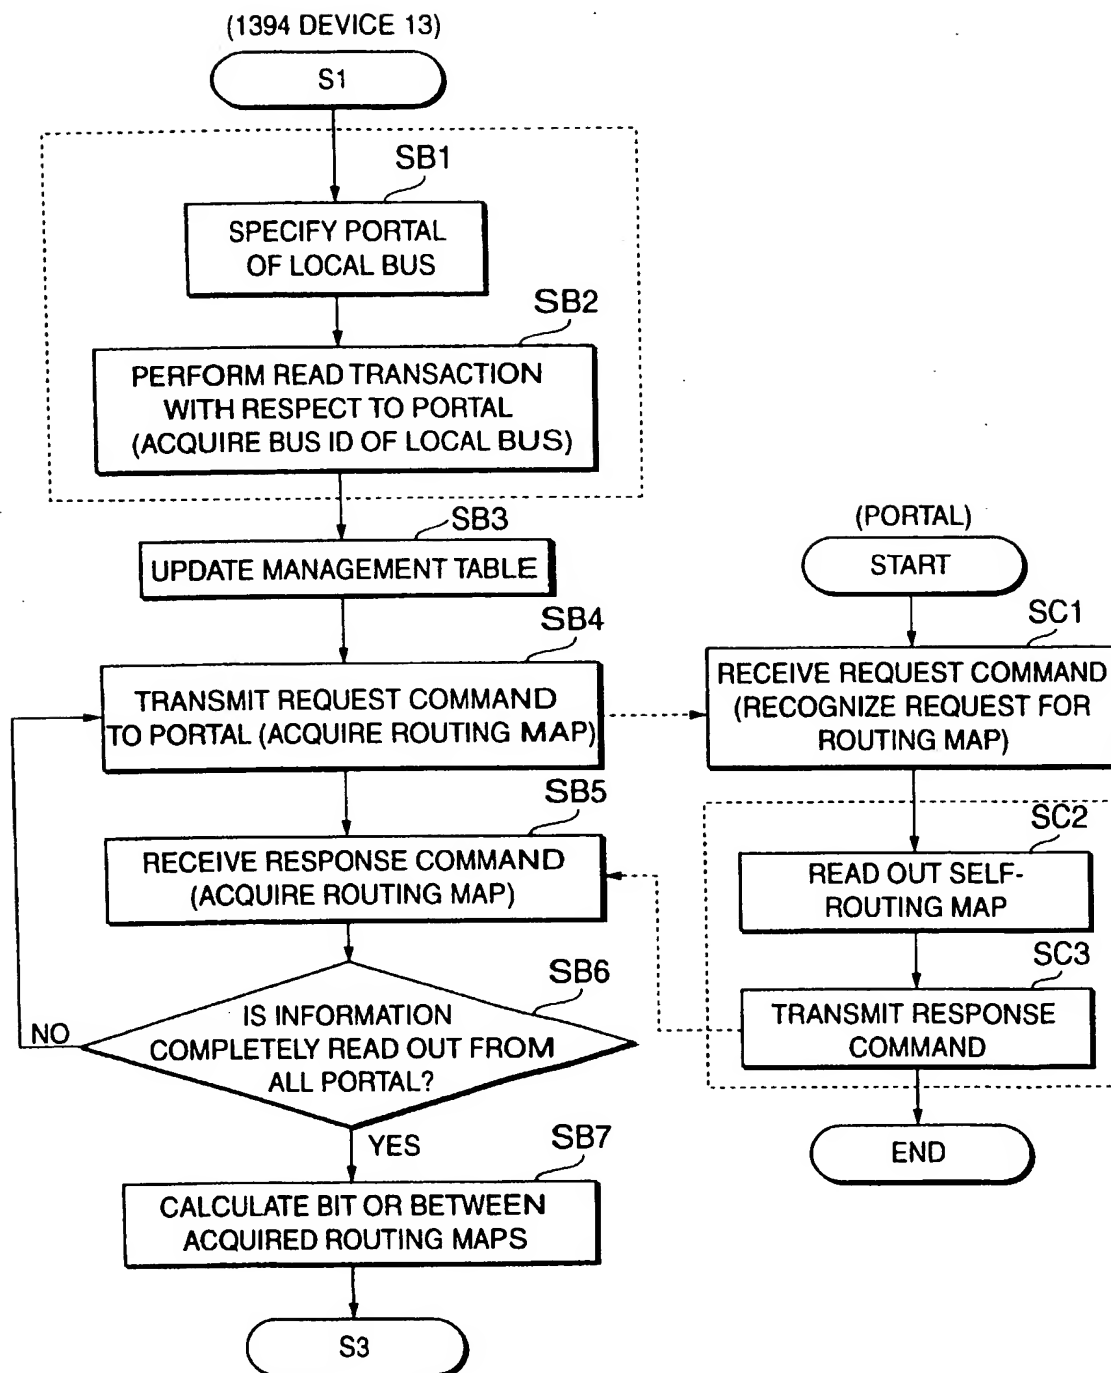 (1394 DEVICE 13)
S1
SB1
SPECIFY PORTAL
OF LOCAL BUS
SB2
PERFORM READ TRANSACTION
WITH RESPECT TO PORTAL
(ACQUIRE BUS ID OF LOCAL BUS)
SB3
UPDATE MANAGEMENT TABLE
SB4
TRANSMIT REQUEST COMMAND
TO PORTAL (ACQUIRE ROUTING MAP)
SB5
RECEIVE RESPONSE COMMAND
(ACQUIRE ROUTING MAP)
SB6
IS INFORMATION
COMPLETELY READ OUT FROM
ALL PORTAL?
NO
YES
SB7
CALCULATE BIT OR BETWEEN
ACQUIRED ROUTING MAPS
S3
(PORTAL)
START
SC1
RECEIVE REQUEST COMMAND
(RECOGNIZE REQUEST FOR
ROUTING MAP)
SC2
READ OUT SELF-
ROUTING MAP
SC3
TRANSMIT RESPONSE
COMMAND
END